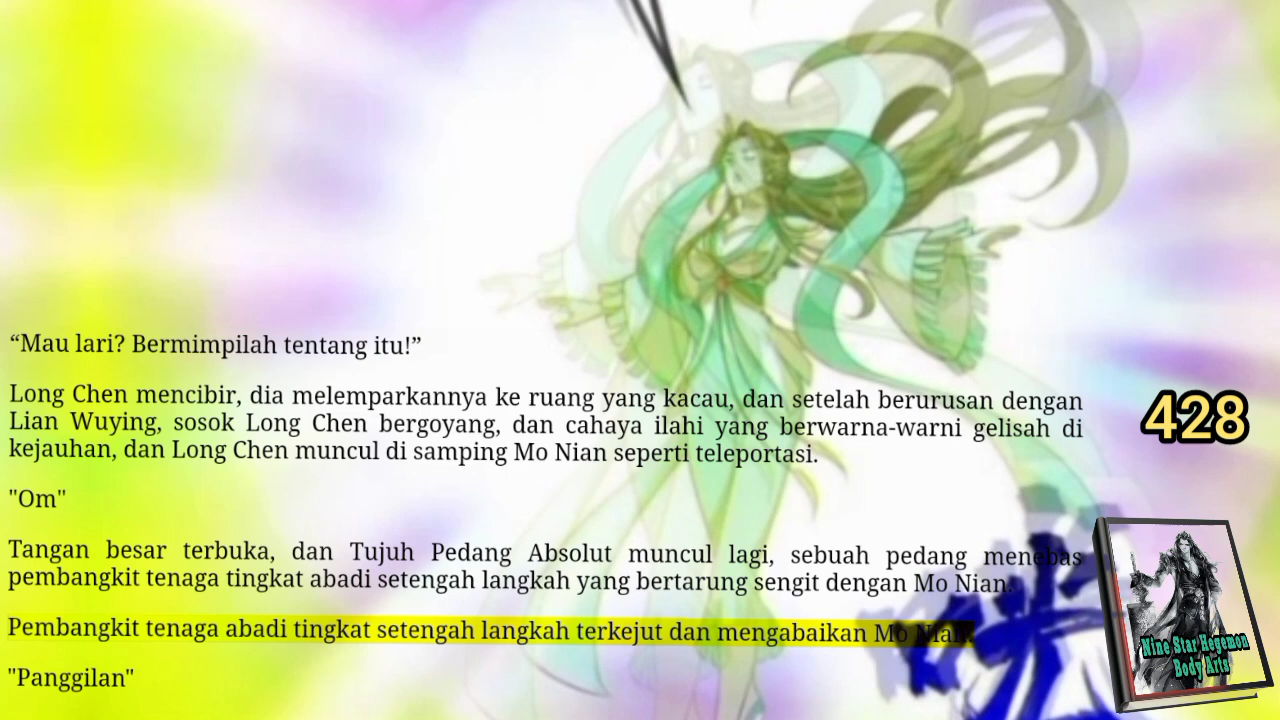 “Mau lari? Bermimpilah tentang itu!”
Long Chen mencibir, dia melemparkannya ke ruang yang kacau, dan setelah berurusan dengan
Lian Wuying, sosok Long Chen bergoyang, dan cahaya ilahi yang berwarna-warni gelisah di
kejauhan, dan Long Chen muncul di samping Mo Nian seperti teleportasi.
"Om"
Tangan besar terbuka, dan Tujuh Pedang Absolut muncul lagi, sebuah pedang menebas
pembangkit tenaga tingkat abadi setengah langkah yang bertarung sengit dengan Mo Nian.
Pembangkit tenaga abadi tingkat setengah langkah terkejut dan mengabaikan Mo Nian.
"Panggilan"
428
Nine Star Hegemon
Body Arts